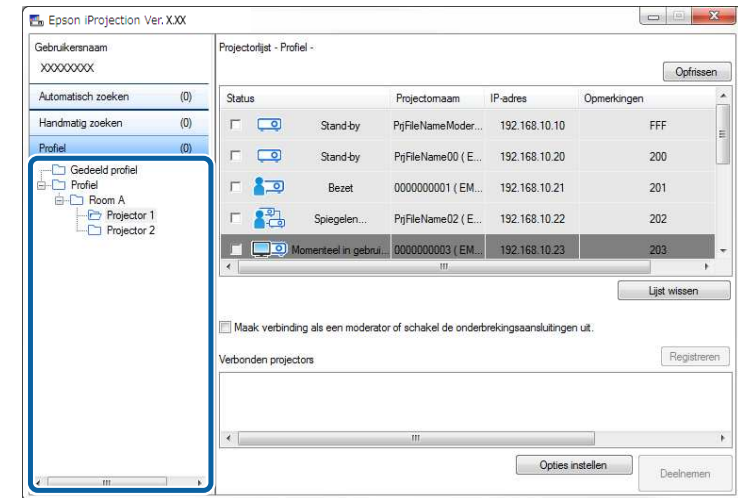 Epson iProjection Ver. X.XX
Gebruikersnaam
XXXXXXXX
Automatisch zoeken (0)
Handmatig zoeken (0)
Profiel (0)
Gedeeld profiel
Profiel
Room A
Projector 1
Projector 2
Projectorlijst - Profiel -
Opfrissen
Status Projectornaam IP-adres Opmerkingen
Stand-by PrjFileNameModer... 192.168.10.10 FFF
Stand-by PrjFileName00 ( E... 192.168.10.20 200
Bezet 0000000001 ( EM... 192.168.10.21 201
Spiegelen... PrjFileName02 ( E... 192.168.10.22 202
Momenteel in gebrui... 0000000003 ( EM... 192.168.10.23 203
Lijst wissen
Maak verbinding als een moderator of schakel de onderbrekingsaansluitingen uit.
Verbonden projectors
Registreren
Opties instellen
Deelnemen